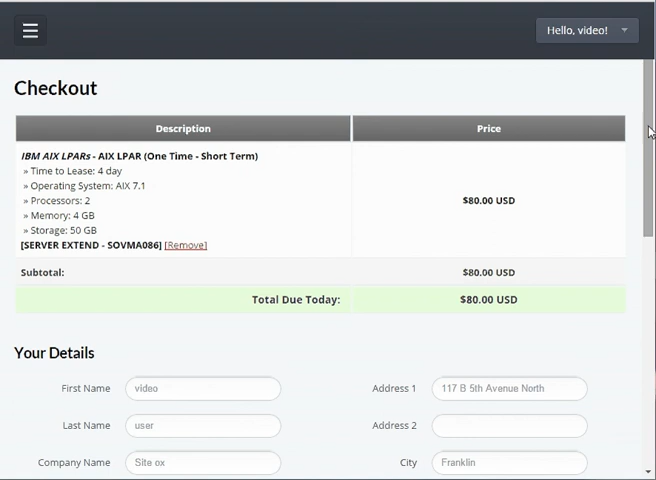 ☰ Hello, video!
Checkout
Description Price
IBM AIX LPARs - AIX LPAR (One Time - Short Term)
» Time to Lease: 4 day
» Operating System: AIX 7.1
» Processors: 2
» Memory: 4 GB
» Storage: 50 GB
[SERVER EXTEND - SOVMA086] [Remove]
$80.00 USD
Subtotal: $80.00 USD
Total Due Today: $80.00 USD
Your Details
First Name video Address 1 117 B 5th Avenue North
Last Name user Address 2
Company Name Site ox City Franklin